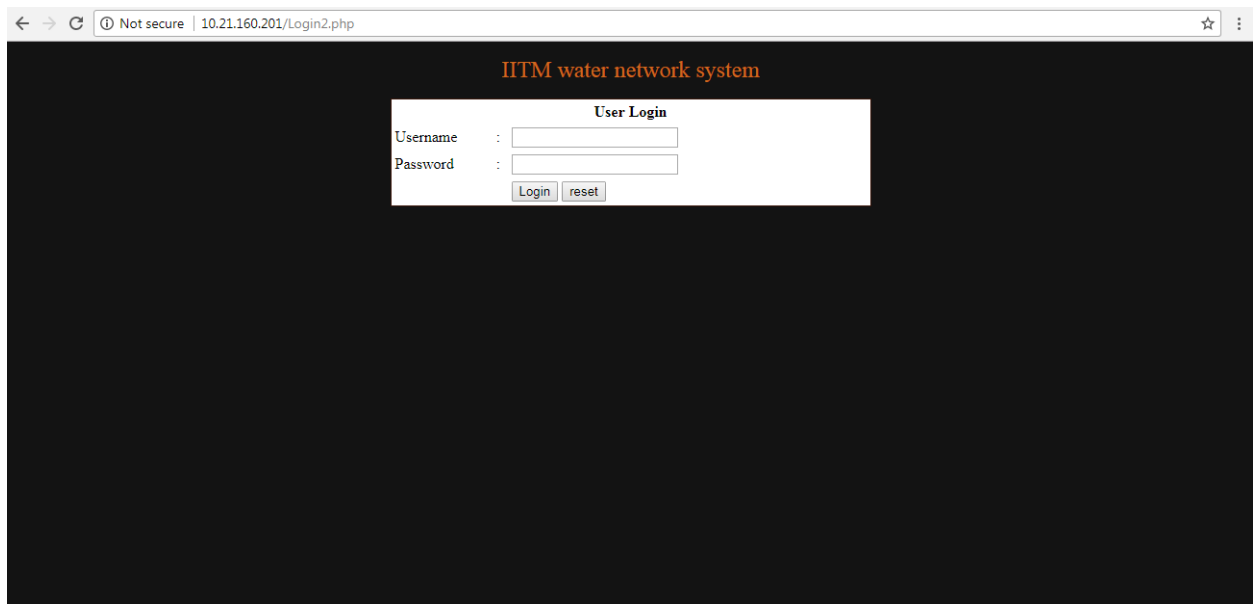 Not secure | 10.21.160.201/Login2.php
IITM water network system
User Login
Username :
Password :
Login reset